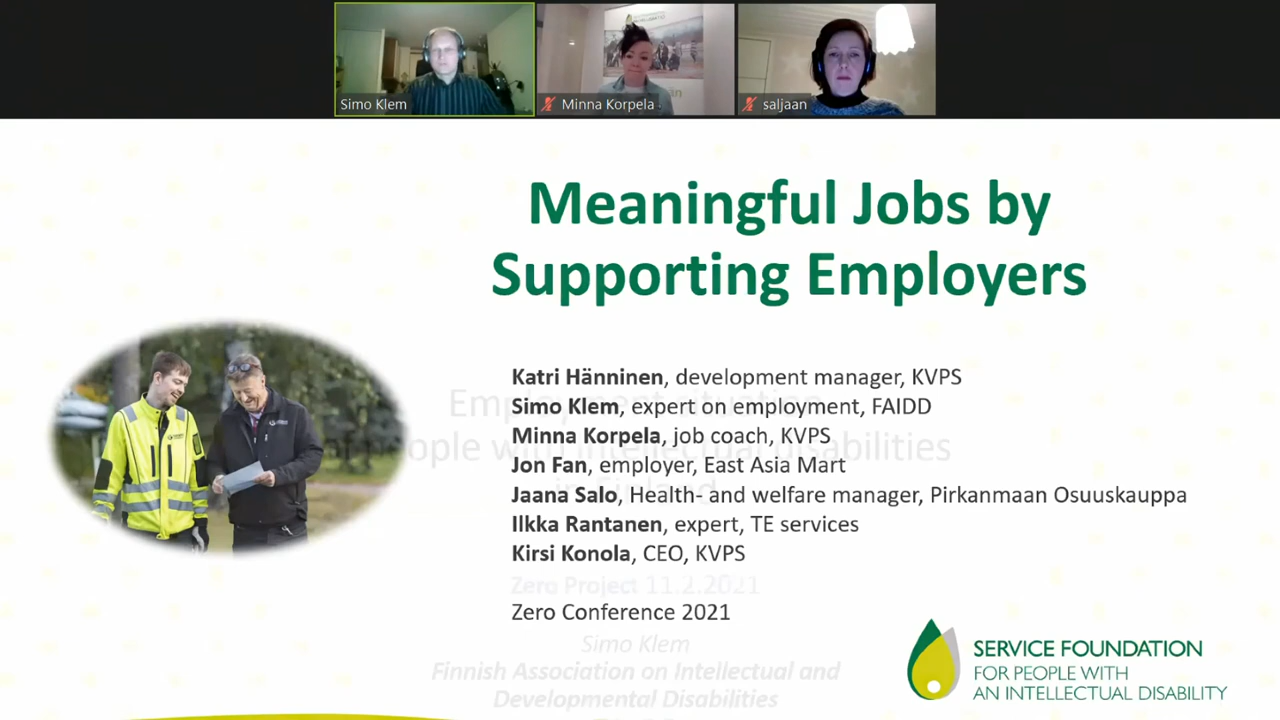 Simo Klem
Minna Korpela
saljaan
Meaningful Jobs by
Supporting Employers
Katri Hänninen, development manager, KVPS
Simo Klem, expert on employment, FAIDD
Minna Korpela, job coach, KVPS
Jon Fan, employer, East Asia Mart
Jaana Salo, Health- and welfare manager, Pirkanmaan Osuuskauppa
Ilkka Rantanen, expert, TE services
Kirsi Konola, CEO, KVPS
Zero Project 11.2.2021
Zero Conference 2021
Simo Klem
Finnish Association on Intellectual and
Developmental Disabilities
SERVICE FOUNDATION
FOR PEOPLE WITH
AN INTELLECTUAL DISABILITY